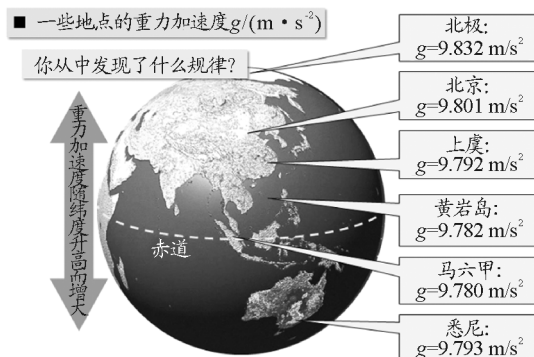 ■ 一些地点的重力加速度g/(m·s⁻²)
你从中发现了什么规律?
重力加速度随纬度升高而增大
赤道
北极:
g=9.832 m/s²
北京:
g=9.801 m/s²
上虞:
g=9.792 m/s²
黄岩岛:
g=9.782 m/s²
马六甲:
g=9.780 m/s²
悉尼:
g=9.793 m/s²